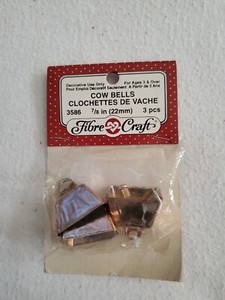 Decorative Use Only For Ages 3 & Over
Pour Emploi Décoratif Seulement A Partir de 3 Ans
COW BELLS
CLOCHETTES DE VACHE
3586 7/8 in (22mm) 3 pcs
Fibre Craft